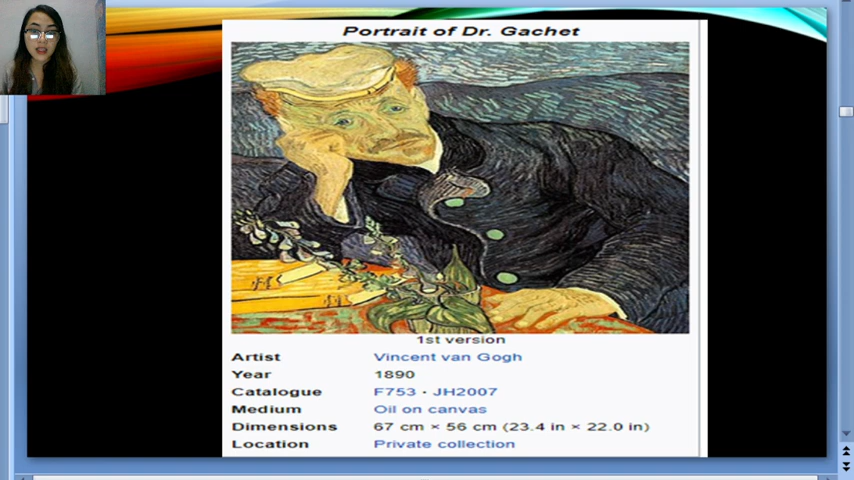 Portrait of Dr. Gachet
1st version
Artist Vincent van Gogh
Year 1890
Catalogue F753 · JH2007
Medium Oil on canvas
Dimensions 67 cm × 56 cm (23.4 in × 22.0 in)
Location Private collection